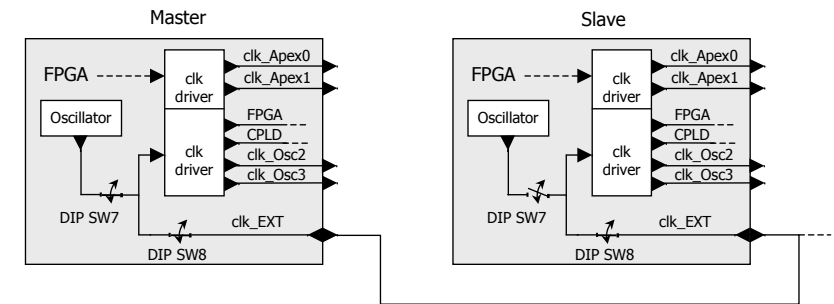 Master
clk_Apex0
clk_Apex1
FPGA
clk
driver
Oscillator
FPGA
CPLD
clk_Osc2
clk_Osc3
clk
driver
DIP SW7
clk_EXT
DIP SW8
Slave
clk_Apex0
clk_Apex1
FPGA
clk
driver
Oscillator
FPGA
CPLD
clk_Osc2
clk_Osc3
clk
driver
DIP SW7
clk_EXT
DIP SW8